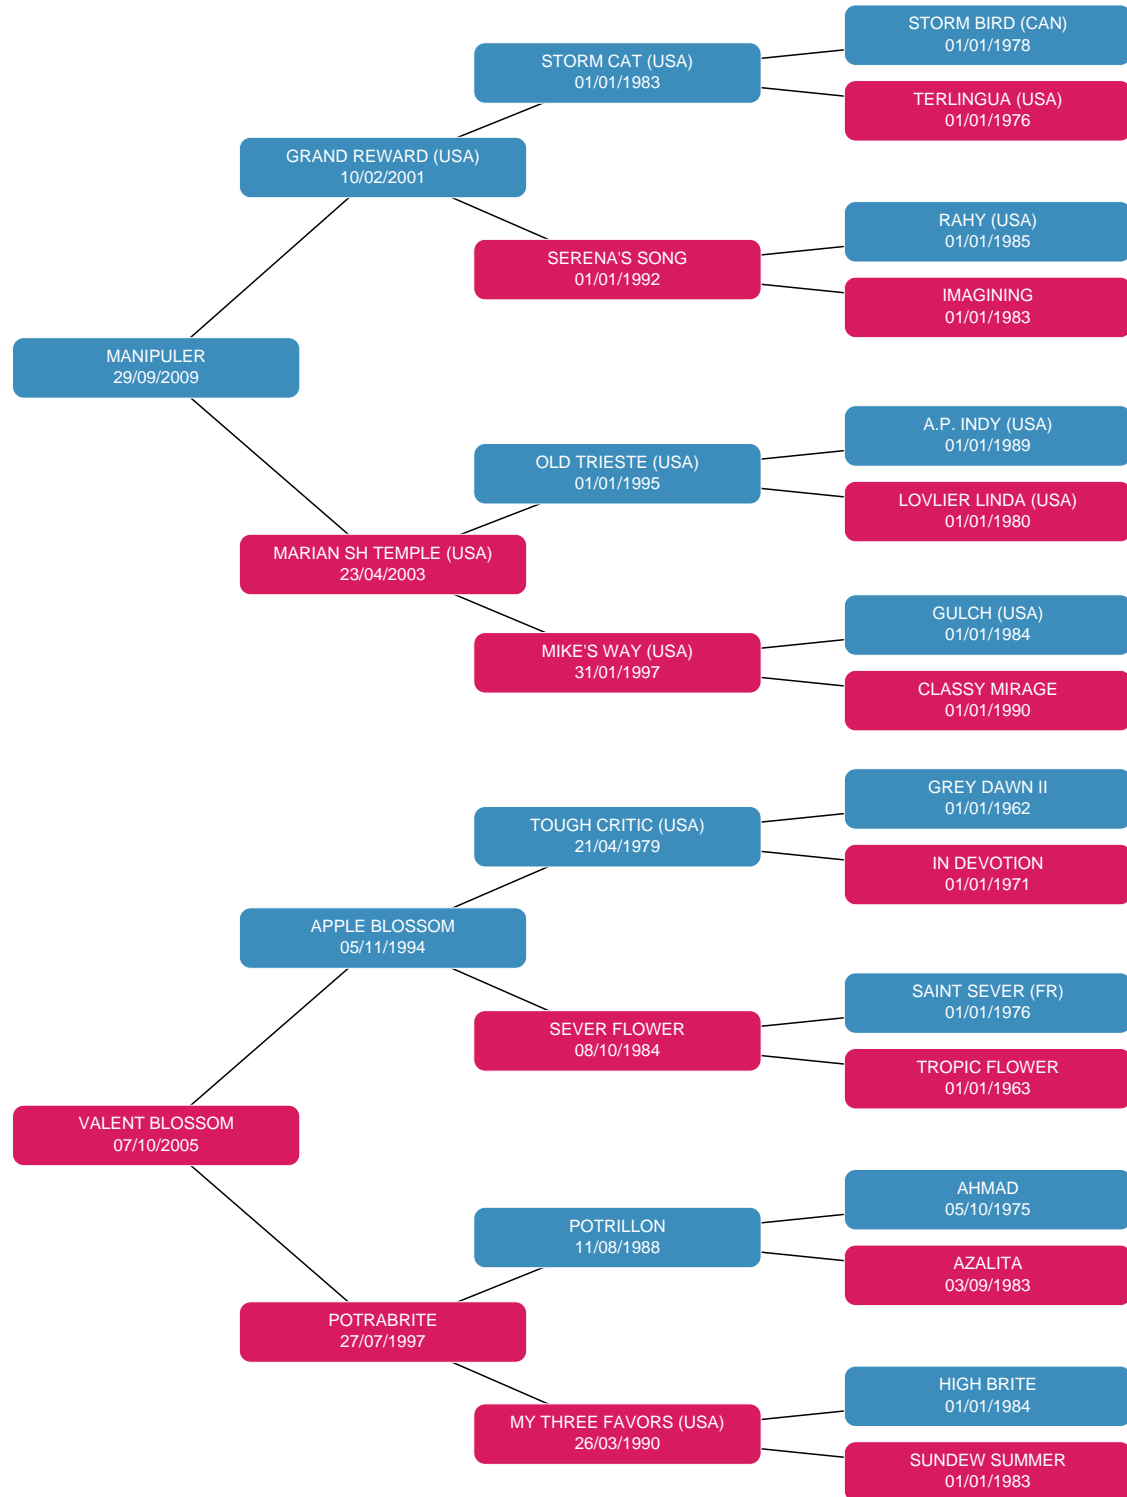 STORM BIRD (CAN)
01/01/1978
STORM CAT (USA)
01/01/1983
TERLINGUA (USA)
01/01/1976
GRAND REWARD (USA)
10/02/2001
RAHY (USA)
01/01/1985
SERENA'S SONG
01/01/1992
IMAGINING
01/01/1983
MANIPULER
29/09/2009
A.P. INDY (USA)
01/01/1989
OLD TRIESTE (USA)
01/01/1995
LOVLIER LINDA (USA)
01/01/1980
MARIAN SH TEMPLE (USA)
23/04/2003
GULCH (USA)
01/01/1984
MIKE'S WAY (USA)
31/01/1997
CLASSY MIRAGE
01/01/1990
GREY DAWN II
01/01/1962
TOUGH CRITIC (USA)
21/04/1979
IN DEVOTION
01/01/1971
APPLE BLOSSOM
05/11/1994
SAINT SEVER (FR)
01/01/1976
SEVER FLOWER
08/10/1984
TROPIC FLOWER
01/01/1963
VALENT BLOSSOM
07/10/2005
AHMAD
05/10/1975
POTRILLON
11/08/1988
AZALITA
03/09/1983
POTRABRITE
27/07/1997
HIGH BRITE
01/01/1984
MY THREE FAVORS (USA)
26/03/1990
SUNDEW SUMMER
01/01/1983